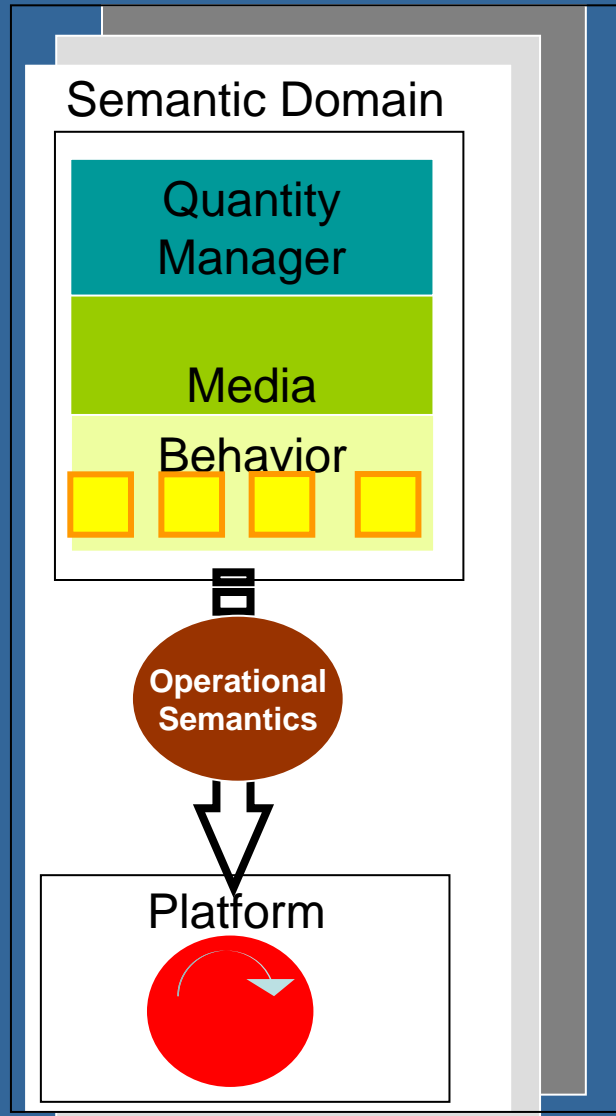 Semantic Domain
Quantity
Manager
Media
Behavior
Operational
Semantics
Platform